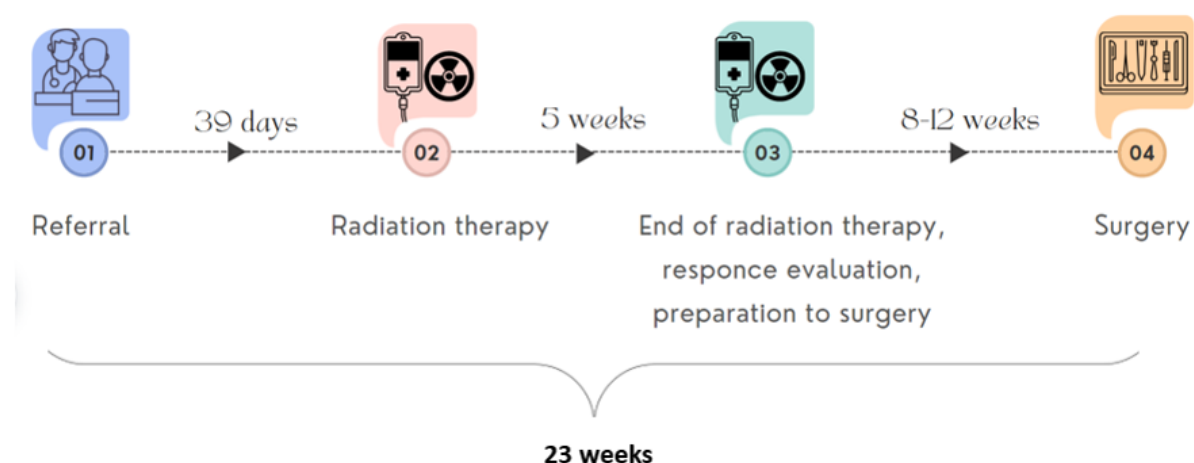 39 days
5 weeks
8-12 weeks
01
02
03
04
Referral
Radiation therapy
End of radiation therapy,
responce evaluation,
preparation to surgery
Surgery
23 weeks